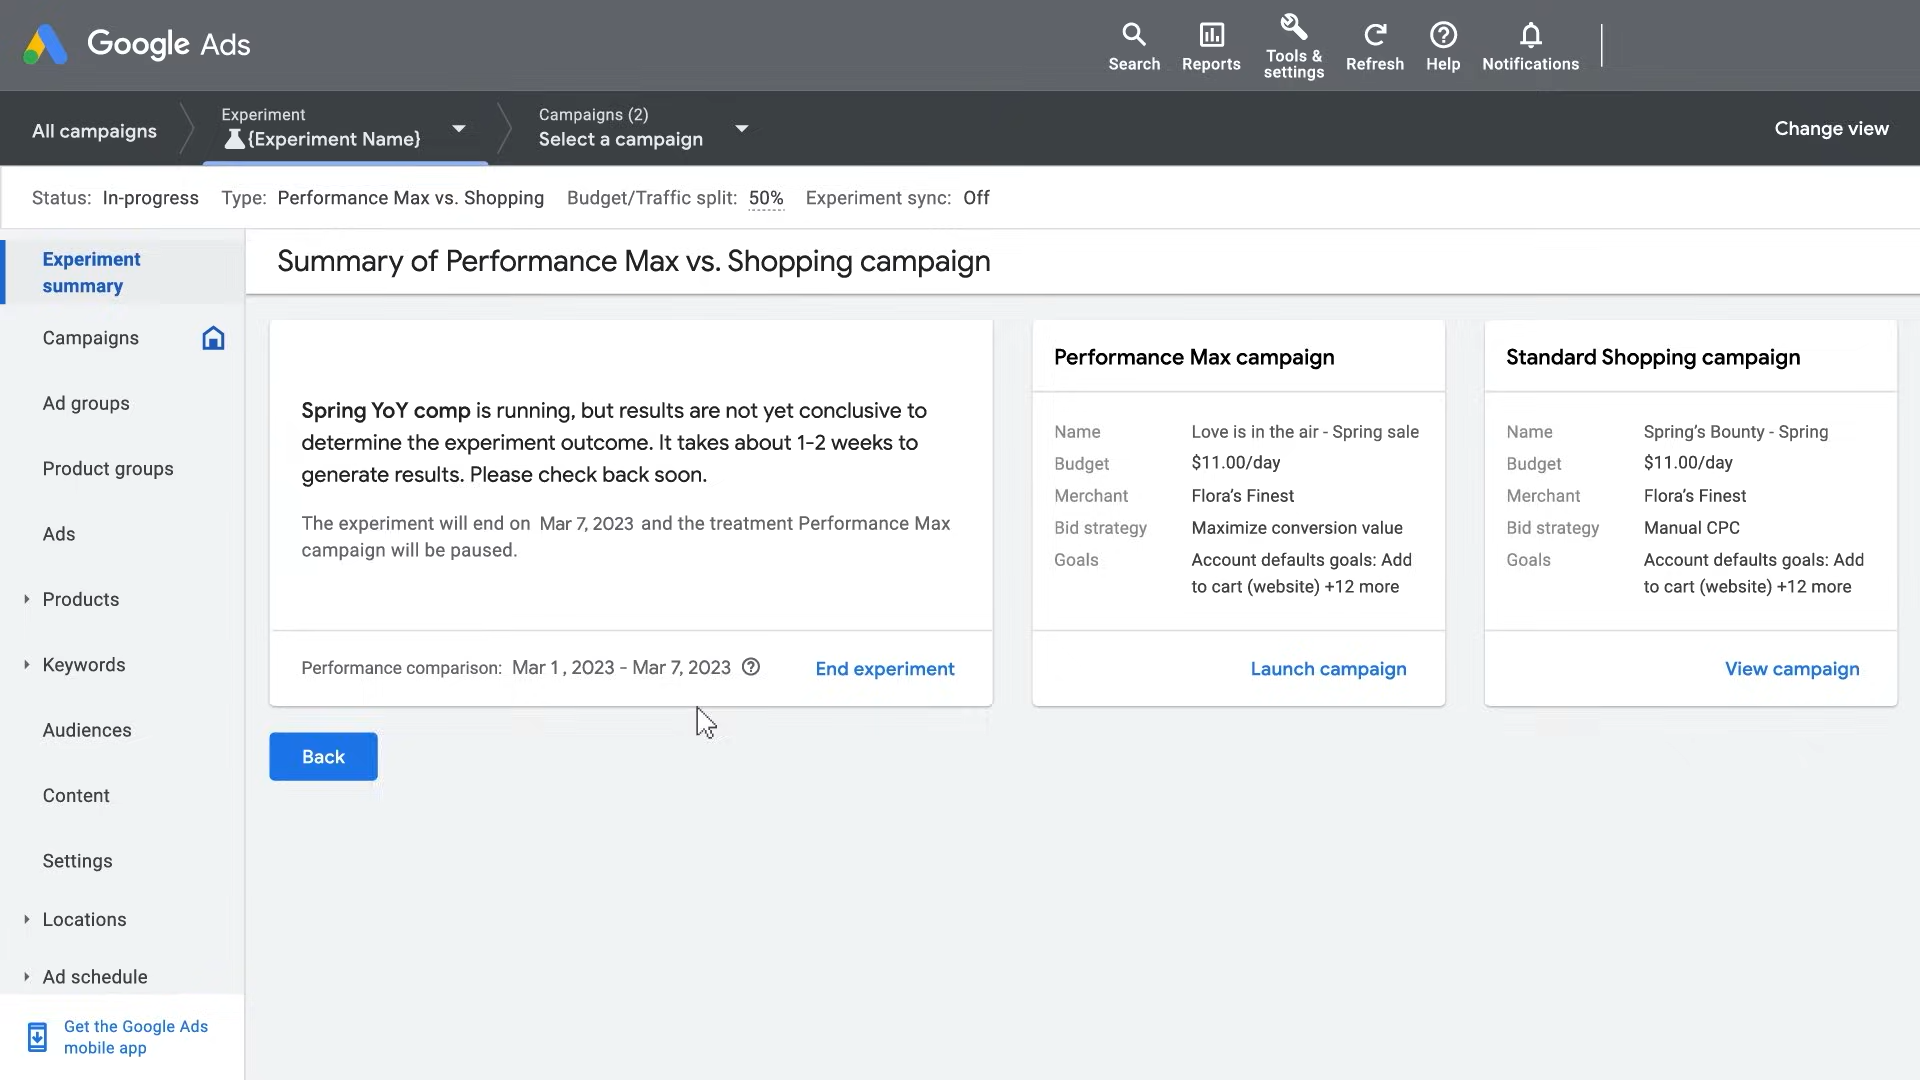 Google Ads
Search
Reports
Tools &
settings
Refresh
Help
Notifications
All campaigns
Experiment
{Experiment Name}
Campaigns (2)
Select a campaign
Change view
Status: In-progress Type: Performance Max vs. Shopping Budget/Traffic split: 50% Experiment sync: Off
Experiment
summary
Campaigns
Ad groups
Product groups
Ads
Products
Keywords
Audiences
Content
Settings
Locations
Ad schedule
Get the Google Ads
mobile app
Summary of Performance Max vs. Shopping campaign
Spring YoY comp is running, but results are not yet conclusive to
determine the experiment outcome. It takes about 1-2 weeks to
generate results. Please check back soon.
The experiment will end on Mar 7, 2023 and the treatment Performance Max
campaign will be paused.
Performance comparison: Mar 1, 2023 - Mar 7, 2023
End experiment
Back
Performance Max campaign
Name Love is in the air - Spring sale
Budget $11.00/day
Merchant Flora's Finest
Bid strategy Maximize conversion value
Goals Account defaults goals: Add
to cart (website) +12 more
Launch campaign
Standard Shopping campaign
Name Spring's Bounty - Spring
Budget $11.00/day
Merchant Flora's Finest
Bid strategy Manual CPC
Goals Account defaults goals: Add
to cart (website) +12 more
View campaign